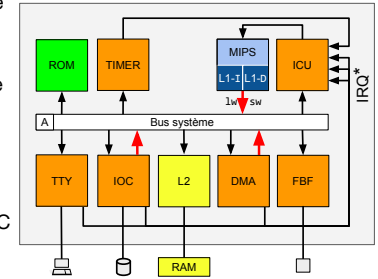 e
ROM
TIMER
MIPS
L1-I L1-D
ICU
IRQ*
e
lw sw
A Bus système
TTY
IOC
L2
DMA
FBF
C
RAM